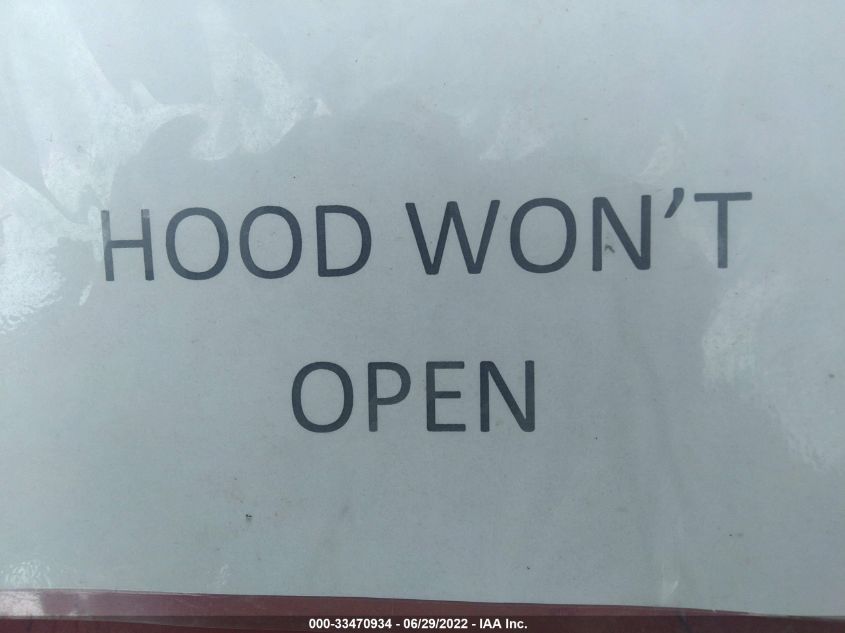 HOOD WON’T
OPEN
000-33470934 - 06/29/2022 - IAA Inc.